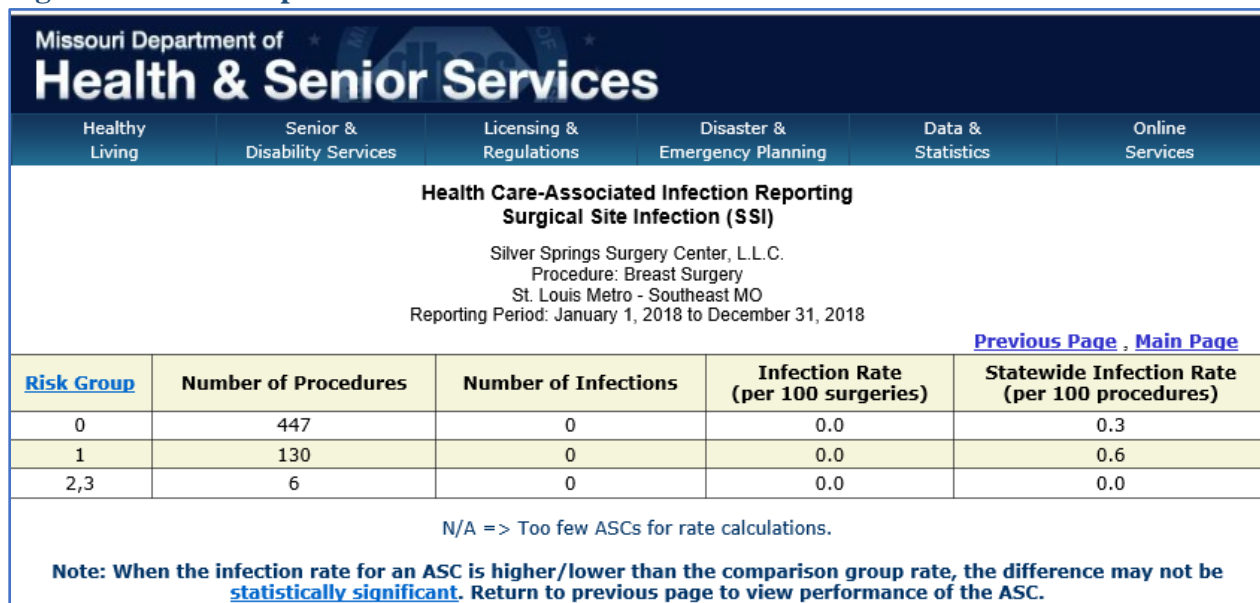 Missouri Department of
Health & Senior Services
Healthy Living
Senior & Disability Services
Licensing & Regulations
Disaster & Emergency Planning
Data & Statistics
Online Services
Health Care-Associated Infection Reporting
Surgical Site Infection (SSI)
Silver Springs Surgery Center, L.L.C.
Procedure: Breast Surgery
St. Louis Metro - Southeast MO
Reporting Period: January 1, 2018 to December 31, 2018
Previous Page , Main Page
Risk Group Number of Procedures Number of Infections Infection Rate (per 100 surgeries) Statewide Infection Rate (per 100 procedures)
0 447 0 0.0 0.3
1 130 0 0.0 0.6
2,3 6 0 0.0 0.0
N/A => Too few ASCs for rate calculations.
Note: When the infection rate for an ASC is higher/lower than the comparison group rate, the difference may not be
statistically significant. Return to previous page to view performance of the ASC.